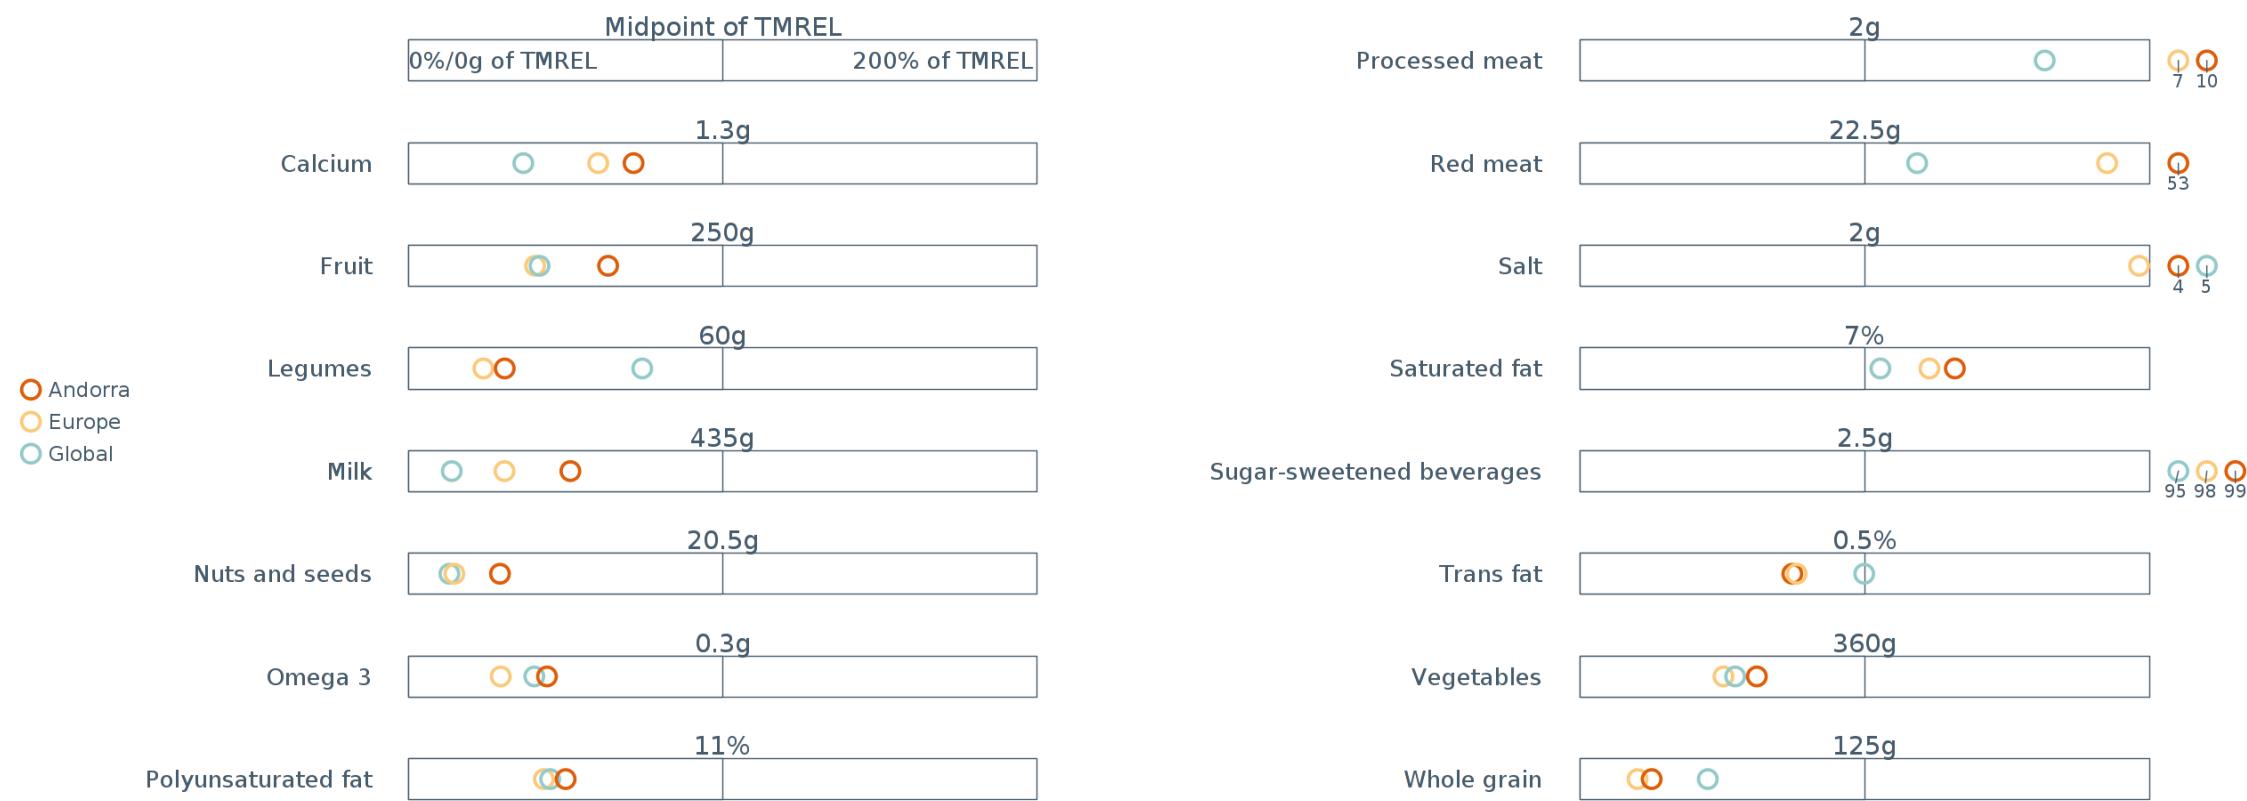 Midpoint of TMREL
0%/0g of TMREL
200% of TMREL
Calcium
1.3g
Fruit
250g
Legumes
60g
Milk
435g
Nuts and seeds
20.5g
Omega 3
0.3g
Polyunsaturated fat
11%
Andorra
Europe
Global
Processed meat
2g
7
10
Red meat
22.5g
53
Salt
2g
4
5
Saturated fat
7%
Sugar-sweetened beverages
2.5g
95
98
99
Trans fat
0.5%
Vegetables
360g
Whole grain
125g